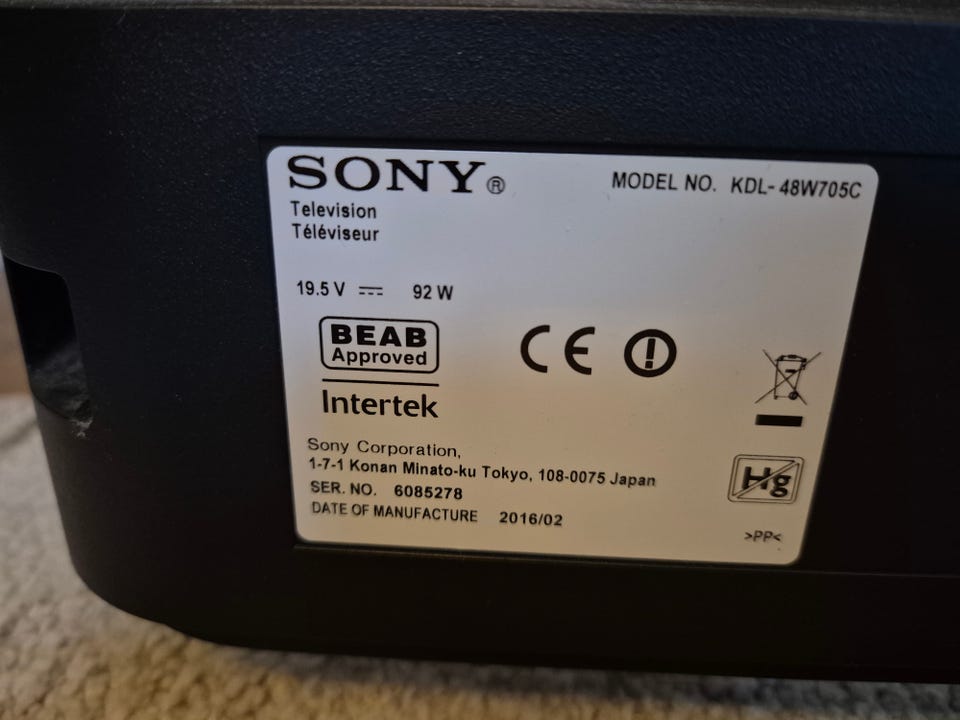 SONY®
MODEL NO. KDL-48W705C
Television
Téléviseur
19.5 V ⎓ 92 W
BEAB
Approved
Intertek
CE
Hg
Sony Corporation,
1-7-1 Konan Minato-ku Tokyo, 108-0075 Japan
SER. NO. 6085278
DATE OF MANUFACTURE 2016/02
>PP<